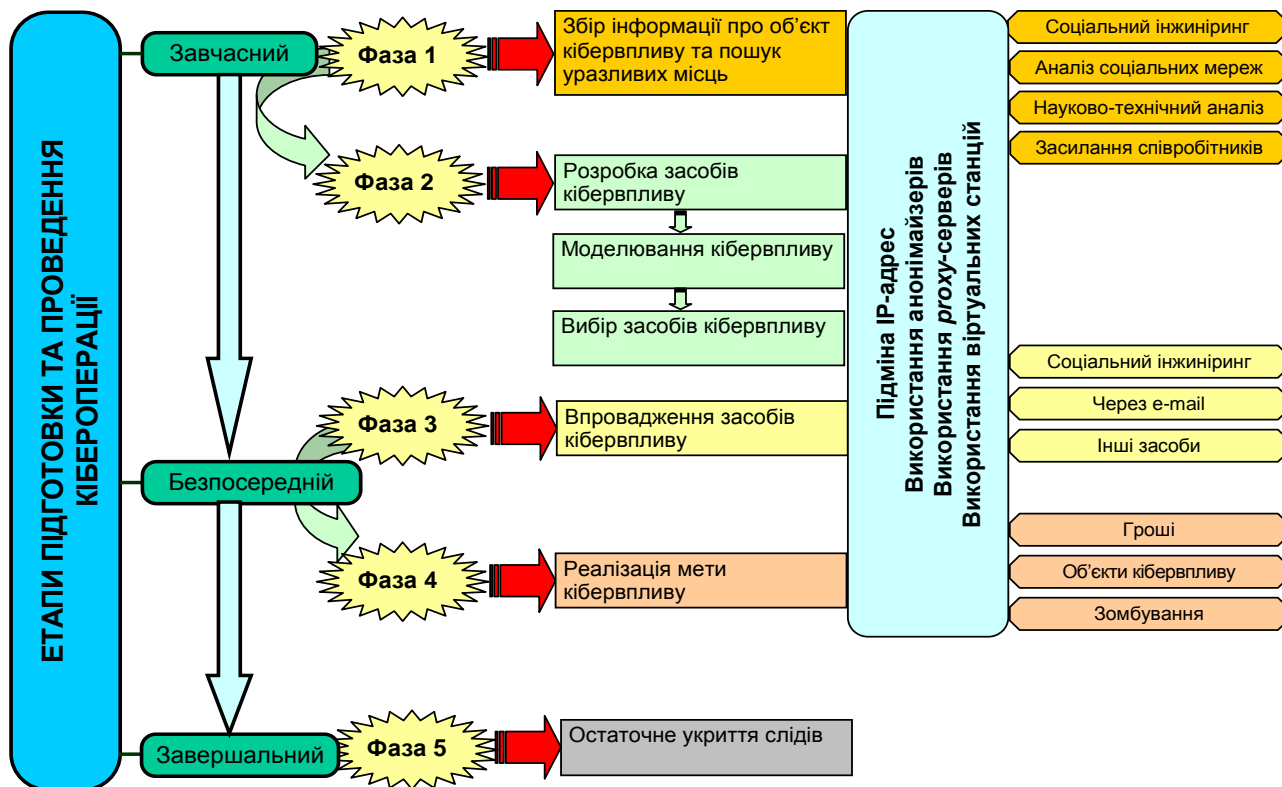 ЕТАПИ ПІДГОТОВКИ ТА ПРОВЕДЕННЯ
КІБЕРОПЕРАЦІЇ
Завчасний
Фаза 1
Збір інформації про об’єкт
кібервпливу та пошук
уразливих місць
Фаза 2
Розробка засобів
кібервпливу
Моделювання кібервпливу
Вибір засобів кібервпливу
Безпосередній
Фаза 3
Впровадження засобів
кібервпливу
Фаза 4
Реалізація мети
кібервпливу
Завершальний
Фаза 5
Остаточне укриття слідів
Підміна IP-адрес
Використання анонімайзерів
Використання proxy-серверів
Використання віртуальних станцій
Соціальний інжиніринг
Аналіз соціальних мереж
Науково-технічний аналіз
Засилання співробітників
Соціальний інжиніринг
Через e-mail
Інші засоби
Гроші
Об’єкти кібервпливу
Зомбування